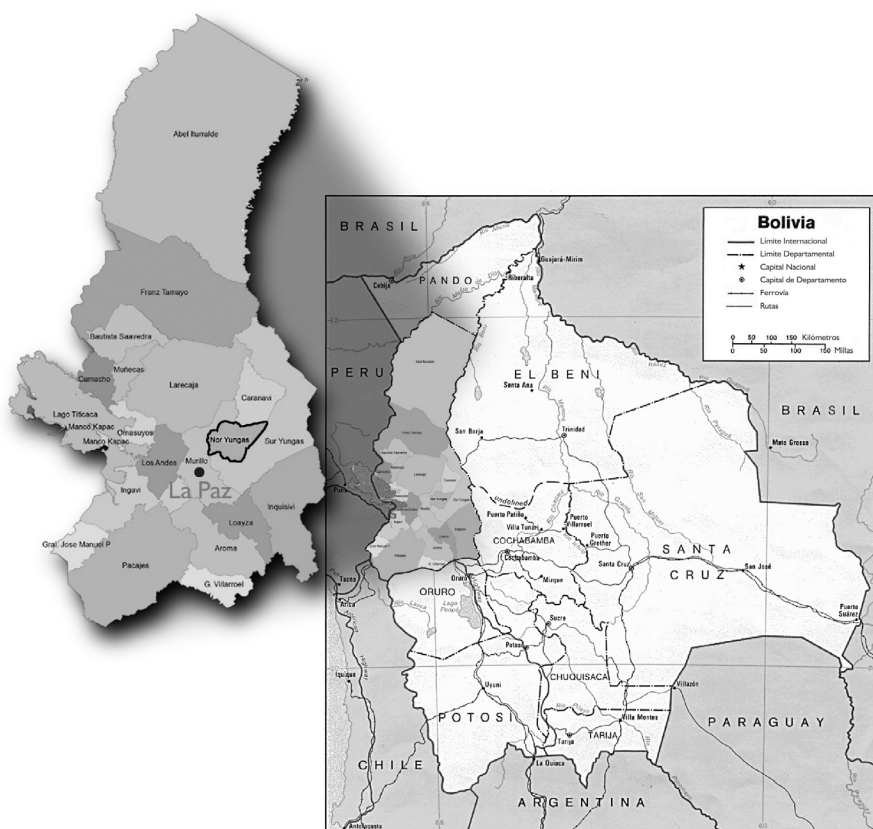 Abel Iturralde
Franz Tamayo
Bautista Saavedra
Muñecas
Camacho
Larecaja
Caranavi
Lago Titicaca
Manco Kapac
Omasuyos
Manco Kapac
Nor Yungas
Sur Yungas
Los Andes
Murillo
La Paz
Ingavi
Inquisivi
Loayza
Gral. Jose Manuel P
Aroma
Pacajes
G. Villarroel
Bolivia
Límite Internacional
Límite Departamental
Capital Nacional
Capital de Departamento
Ferrovía
Rutas
0 50 100 150 Kilómetros
0 50 100 150 Millas
BRASIL
PANDO
Cobija
Riberalta
Guajará-Mirim
PERU
EL BENI
Santa Ana
San Borja
Trinidad
BRASIL
Mato Grosso
undefined
Puerto Patiño
Villa Tunari
Puerto
Villarroel
Puerto
Grether
COCHABAMBA
Cochabamba
SANTA
CRUZ
Santa Cruz
San José
Puerto
Suárez
Mizque
Oruro
ORURO
Lago
Poopó
Tacna
Arica
Sucre
Potosí
CHUQUISACA
Iquique
Uyuni
POTOSI
Villazón
Villa Montes
PARAGUAY
Tarija
TARIJA
La Quiaca
CHILE
ARGENTINA
Antofagasta